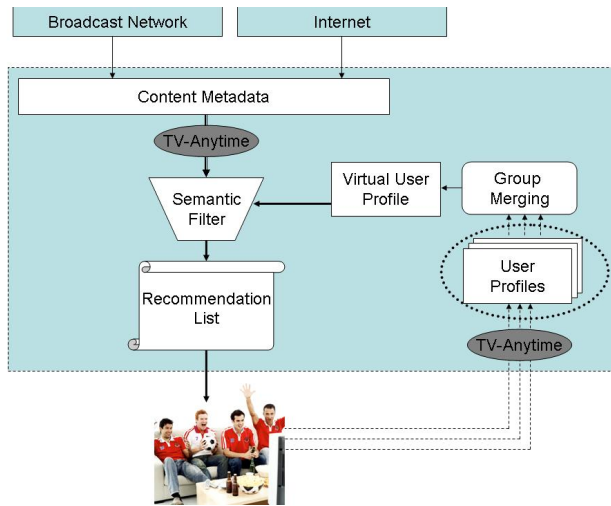 Broadcast Network
Internet
Content Metadata
TV-Anytime
Semantic
Filter
Virtual User
Profile
Group
Merging
User
Profiles
Recommendation
List
TV-Anytime